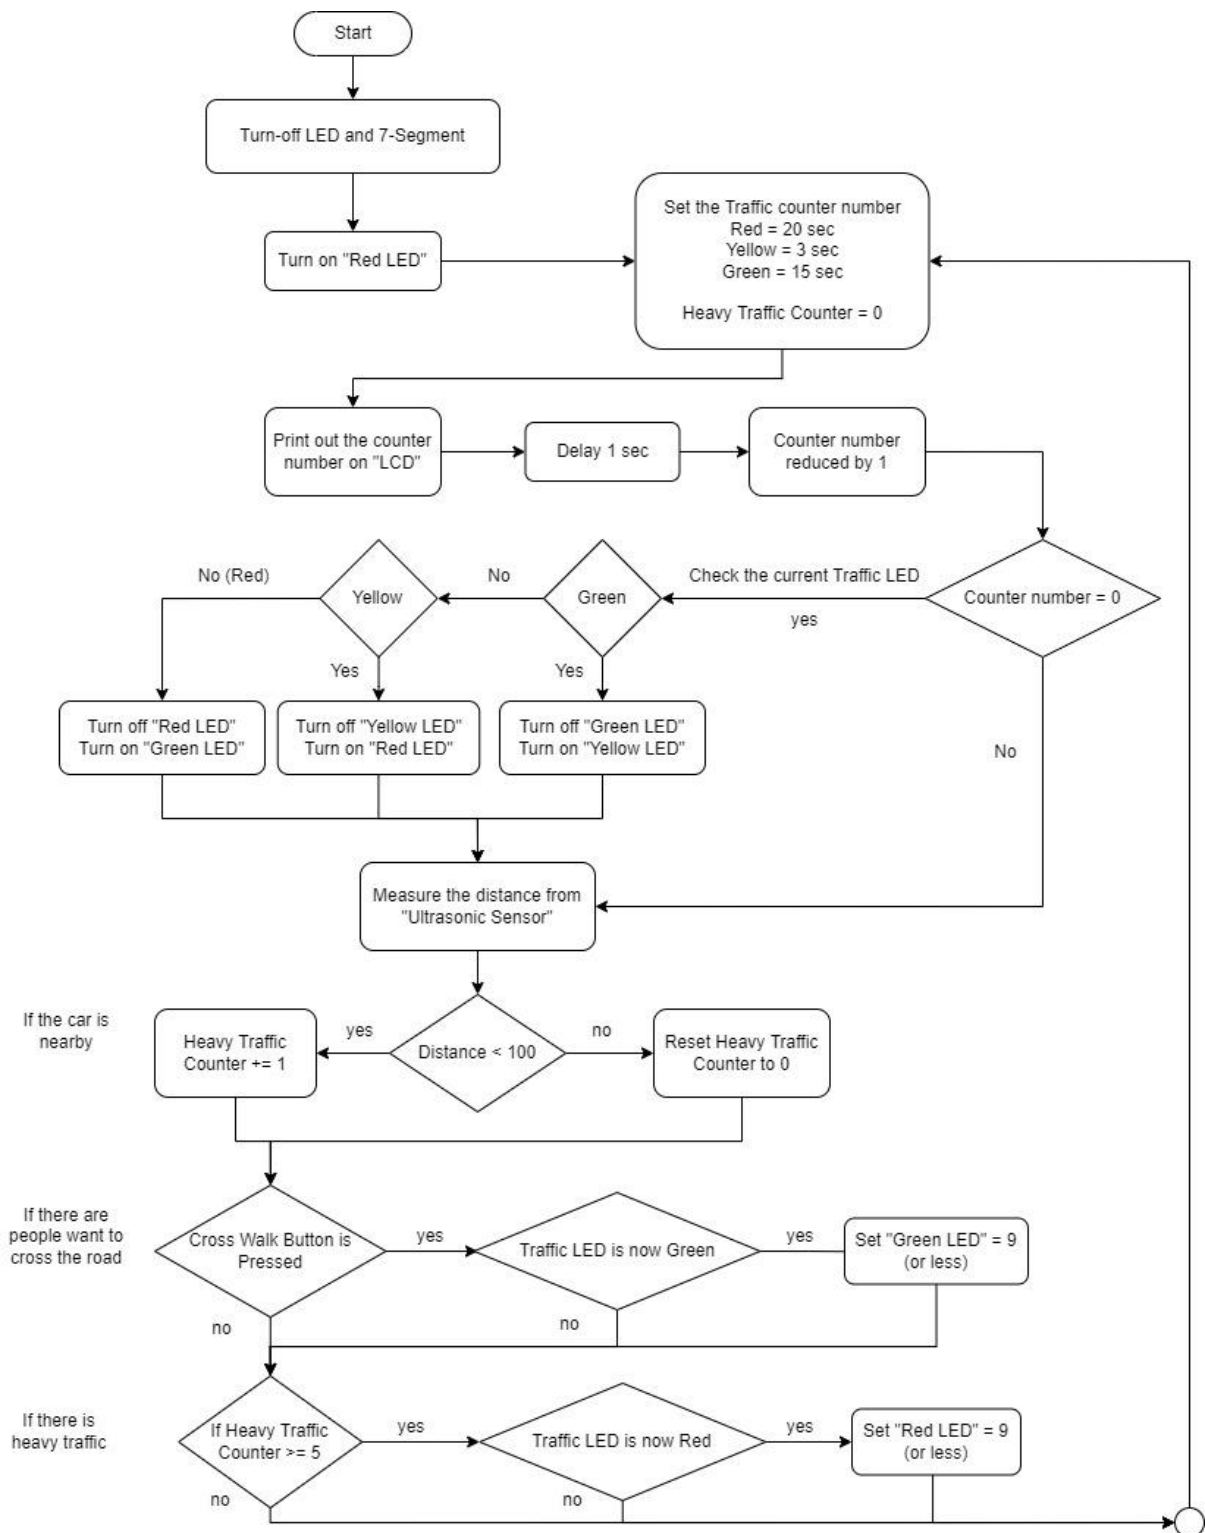 Start
Turn-off LED and 7-Segment
Turn on "Red LED"
Set the Traffic counter number
Red = 20 sec
Yellow = 3 sec
Green = 15 sec
Heavy Traffic Counter = 0
Print out the counter
number on "LCD"
Delay 1 sec
Counter number
reduced by 1
Counter number = 0
Check the current Traffic LED
yes
Green
No
Yellow
No (Red)
Yes
Yes
Turn off "Red LED"
Turn on "Green LED"
Turn off "Yellow LED"
Turn on "Red LED"
Turn off "Green LED"
Turn on "Yellow LED"
No
Measure the distance from
"Ultrasonic Sensor"
If the car is
nearby
Heavy Traffic
Counter += 1
yes
Distance < 100
no
Reset Heavy Traffic
Counter to 0
If there are
people want to
cross the road
Cross Walk Button is
Pressed
yes
Traffic LED is now Green
yes
Set "Green LED" = 9
(or less)
no
no
If there is
heavy traffic
If Heavy Traffic
Counter >= 5
yes
Traffic LED is now Red
yes
Set "Red LED" = 9
(or less)
no
no